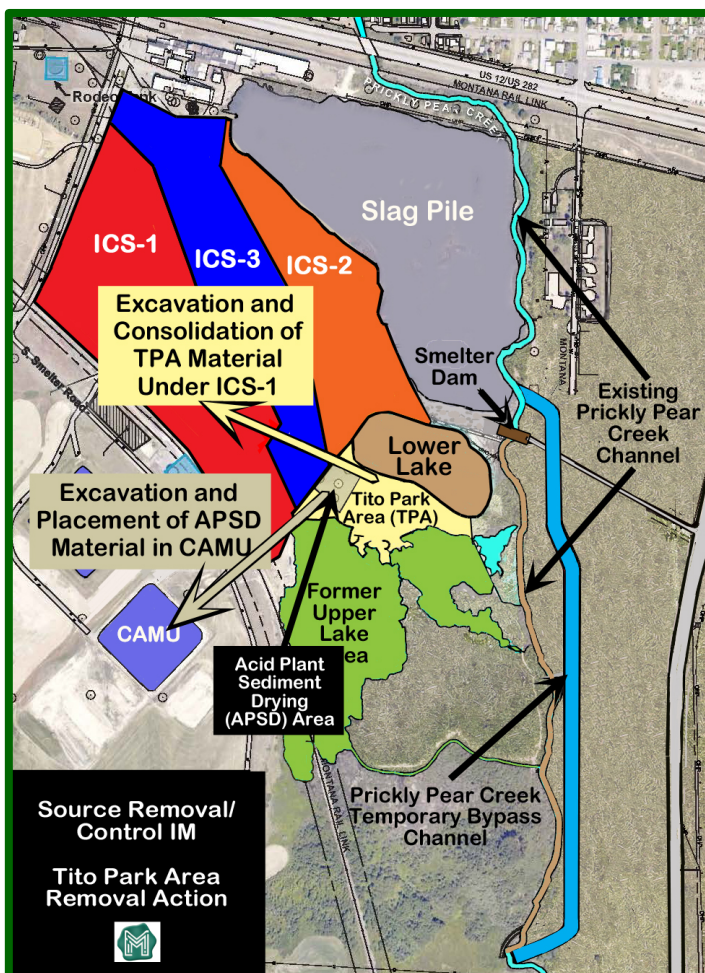 US 12/US 282
MONTANA RAIL LINK
PRICKLY PEAR CREEK
Slag Pile
ICS-1
ICS-3
ICS-2
Excavation and
Consolidation of
TPA Material
Under ICS-1
Smelter
Dam
MONTANA
Existing
Prickly Pear
Creek
Channel
S. Smelter Road
Lower
Lake
Tito Park
Area (TPA)
Excavation and
Placement of APSD
Material in CAMU
CAMU
Former
Upper
Lake
Acid Plant
Sediment
Drying
(APSD) Area
MONTANA RAIL LINK
Prickly Pear Creek
Temporary Bypass
Channel
Source Removal/
Control IM
Tito Park Area
Removal Action
M